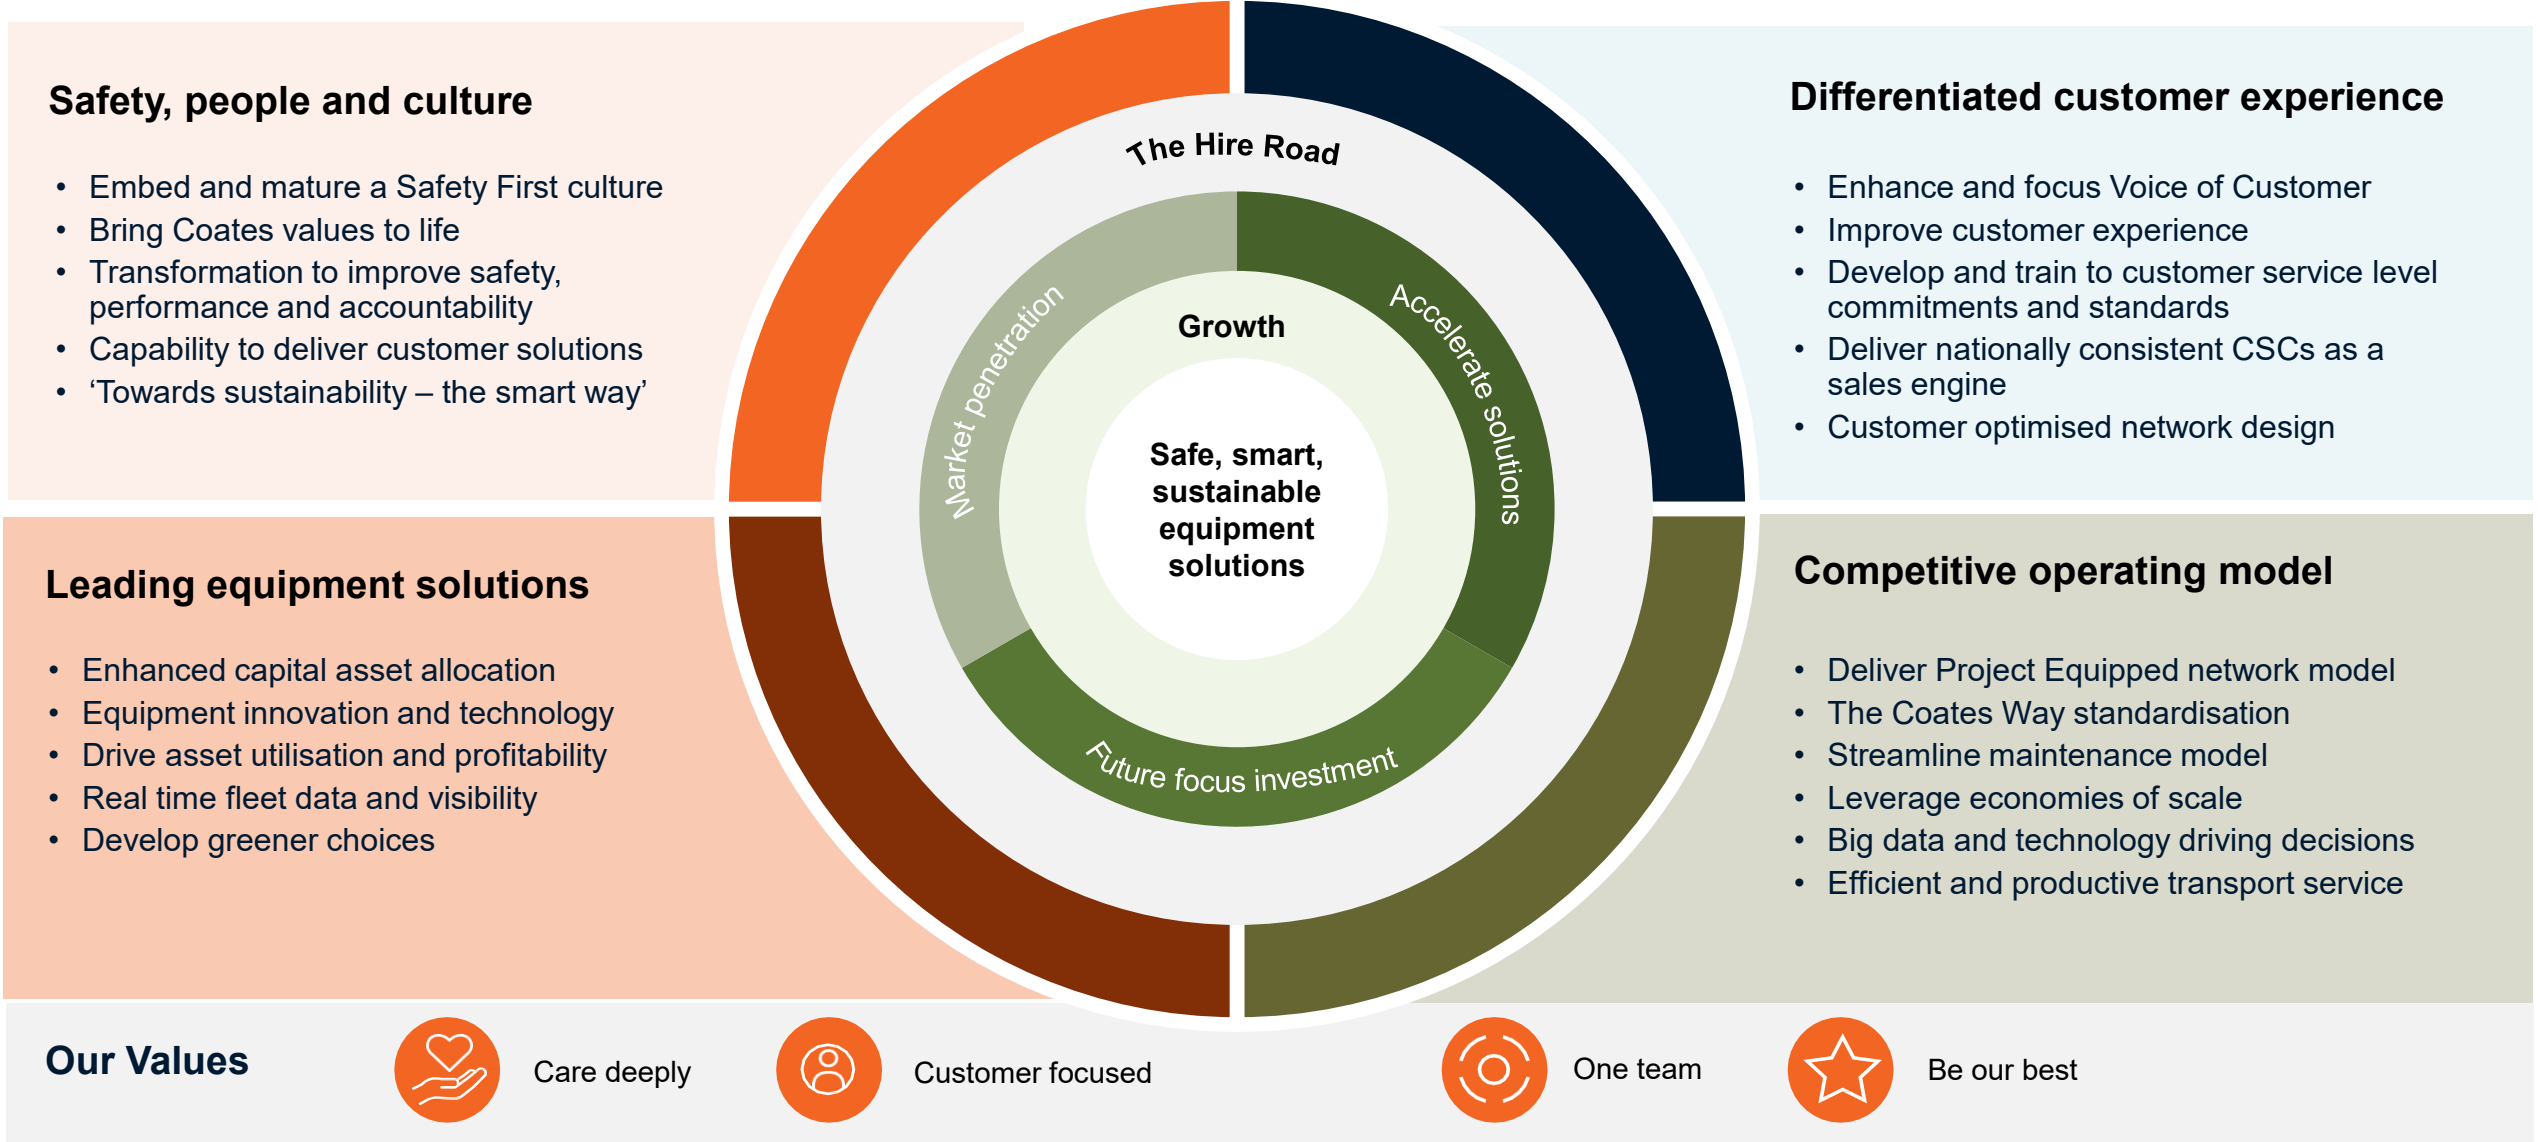 Safety, people and culture
• Embed and mature a Safety First culture
• Bring Coates values to life
• Transformation to improve safety,
performance and accountability
• Capability to deliver customer solutions
• ‘Towards sustainability – the smart way’
Differentiated customer experience
• Enhance and focus Voice of Customer
• Improve customer experience
• Develop and train to customer service level
commitments and standards
• Deliver nationally consistent CSCs as a
sales engine
• Customer optimised network design
The Hire Road
Market penetration
Accelerate solutions
Future focus investment
Growth
Safe, smart,
sustainable
equipment
solutions
Leading equipment solutions
• Enhanced capital asset allocation
• Equipment innovation and technology
• Drive asset utilisation and profitability
• Real time fleet data and visibility
• Develop greener choices
Competitive operating model
• Deliver Project Equipped network model
• The Coates Way standardisation
• Streamline maintenance model
• Leverage economies of scale
• Big data and technology driving decisions
• Efficient and productive transport service
Our Values
Care deeply
Customer focused
One team
Be our best